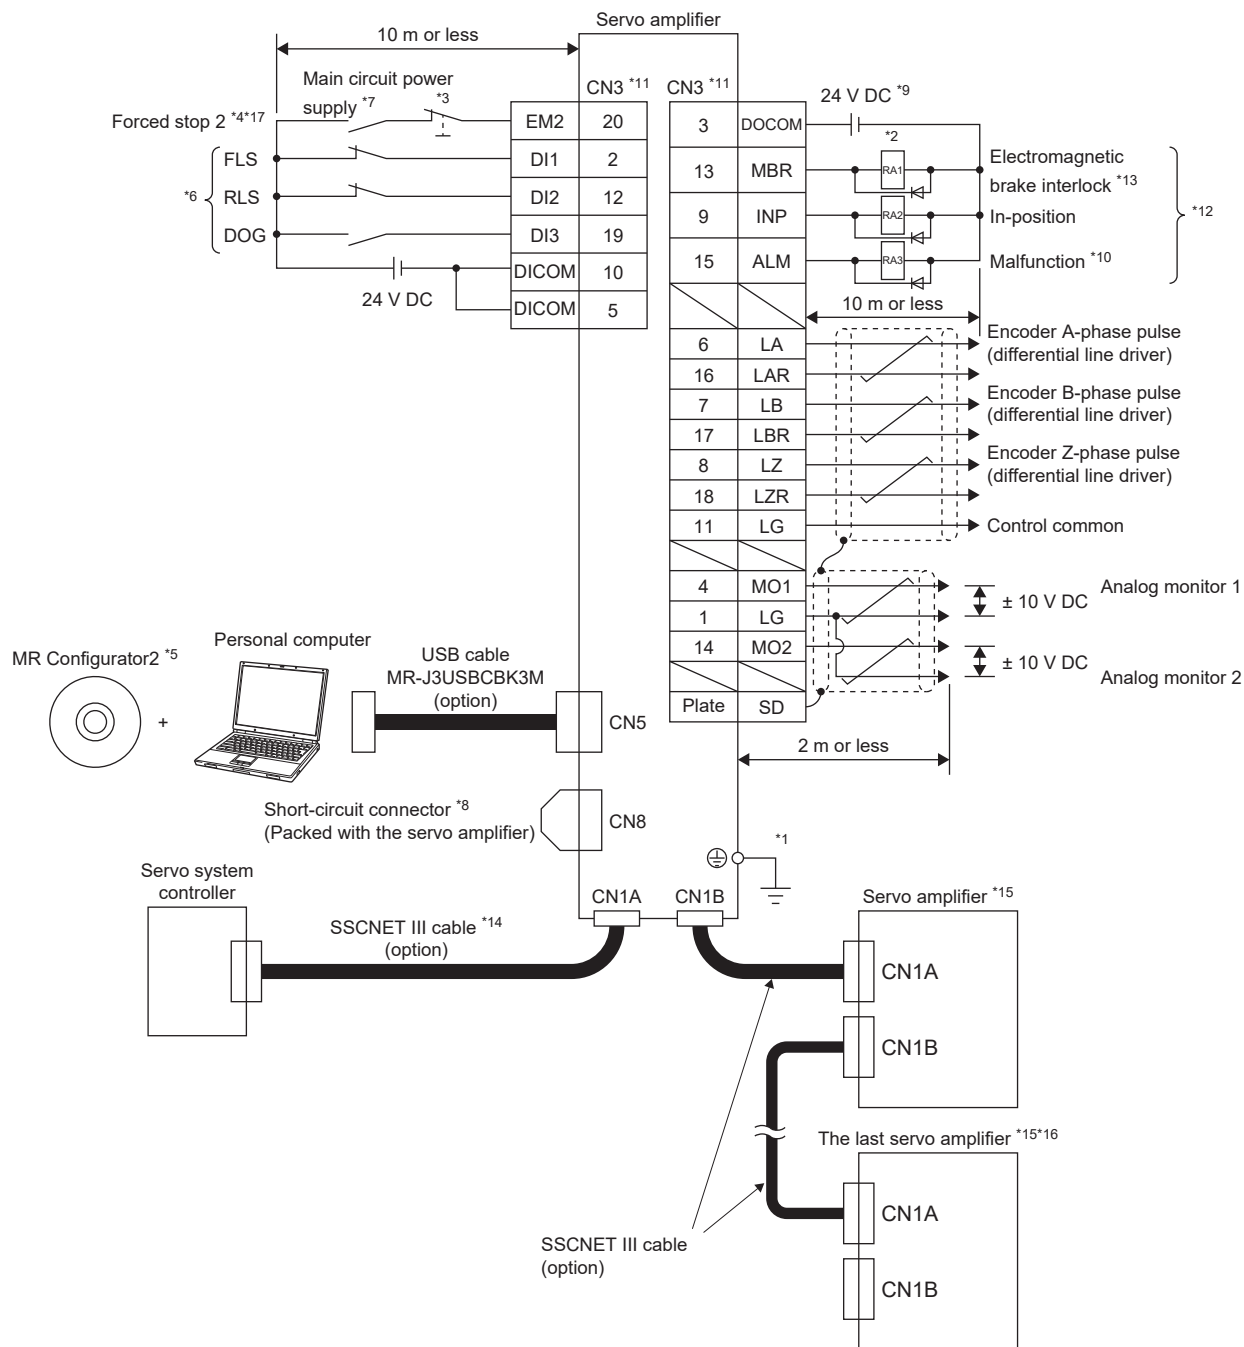 Servo amplifier
10 m or less
CN3 *11
CN3 *11
Main circuit power
supply *7
*3
Forced stop 2 *4*17
EM2 20
FLS
DI1 2
*6
RLS
DI2 12
DOG
DI3 19
DICOM 10
24 V DC
DICOM 5
24 V DC *9
3 DOCOM
*2
13 MBR
RA1
Electromagnetic
brake interlock *13
9 INP
RA2
In-position
*12
15 ALM
RA3
Malfunction *10
10 m or less
6 LA
Encoder A-phase pulse
(differential line driver)
16 LAR
7 LB
Encoder B-phase pulse
(differential line driver)
17 LBR
8 LZ
Encoder Z-phase pulse
(differential line driver)
18 LZR
11 LG
Control common
4 MO1
Analog monitor 1
± 10 V DC
1 LG
14 MO2
± 10 V DC
Analog monitor 2
Plate SD
2 m or less
MR Configurator2 *5
+
Personal computer
USB cable
MR-J3USBCBK3M
(option)
CN5
Short-circuit connector *8
(Packed with the servo amplifier)
CN8
*1
Servo system
controller
CN1A
CN1B
SSCNET III cable *14
(option)
Servo amplifier *15
CN1A
CN1B
The last servo amplifier *15*16
CN1A
CN1B
SSCNET III cable
(option)